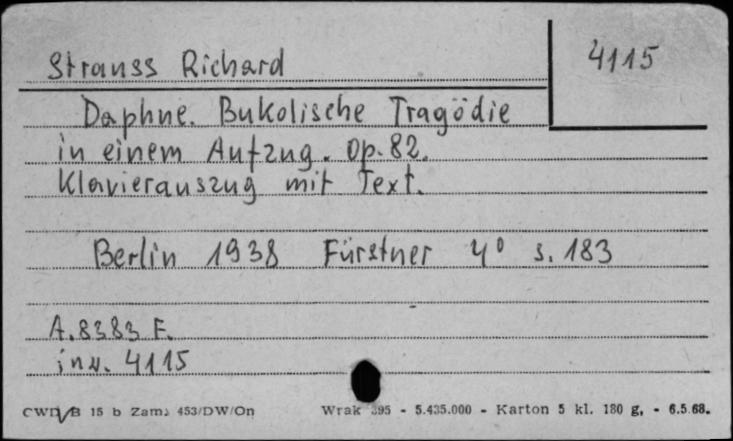 4115
Strauss Richard
Daphne. Bukolische Tragödie
in einem Aufzug. Op. 82.
Klavierauszug mit Text.
Berlin 1938 Fürstner 4° s. 183
A. 8383 F.
inw. 4115
CWD/B 15 b Zam. 453/DW/On Wrak 395 - 5.435.000 - Karton 5 kl. 180 g. - 6.5.68.